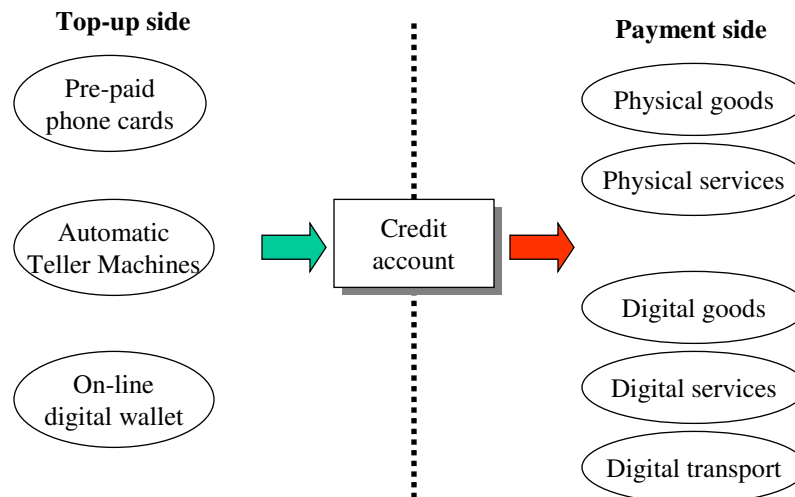 Top-up side
Pre-paid
phone cards
Automatic
Teller Machines
On-line
digital wallet
Credit
account
Payment side
Physical goods
Physical services
Digital goods
Digital services
Digital transport